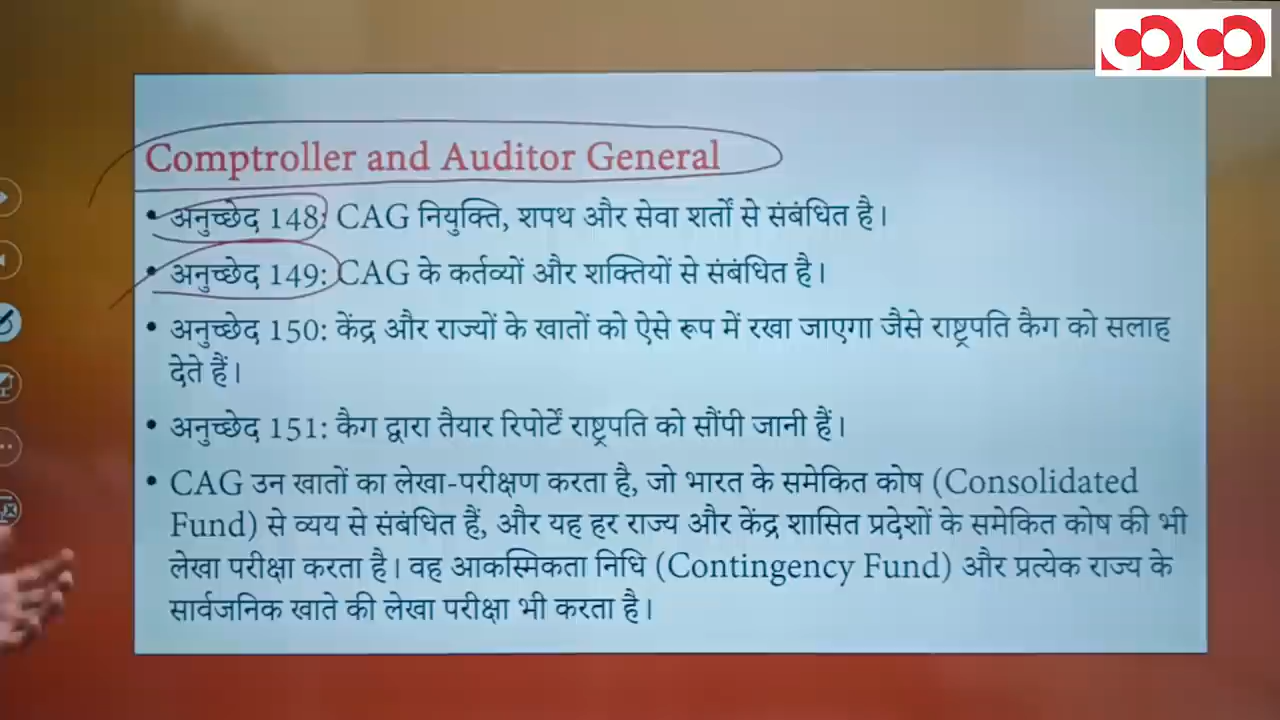 Comptroller and Auditor General
• अनुच्छेद 148: CAG नियुक्ति, शपथ और सेवा शर्तों से संबंधित है।
• अनुच्छेद 149: CAG के कर्तव्यों और शक्तियों से संबंधित है।
• अनुच्छेद 150: केंद्र और राज्यों के खातों को ऐसे रूप में रखा जाएगा जैसे राष्ट्रपति कैग को सलाह
देते हैं।
• अनुच्छेद 151: कैग द्वारा तैयार रिपोर्टें राष्ट्रपति को सौंपी जानी हैं।
• CAG उन खातों का लेखा-परीक्षण करता है, जो भारत के समेकित कोष (Consolidated
Fund) से व्यय से संबंधित हैं, और यह हर राज्य और केंद्र शासित प्रदेशों के समेकित कोष की भी
लेखा परीक्षा करता है। वह आकस्मिकता निधि (Contingency Fund) और प्रत्येक राज्य के
सार्वजनिक खाते की लेखा परीक्षा भी करता है।